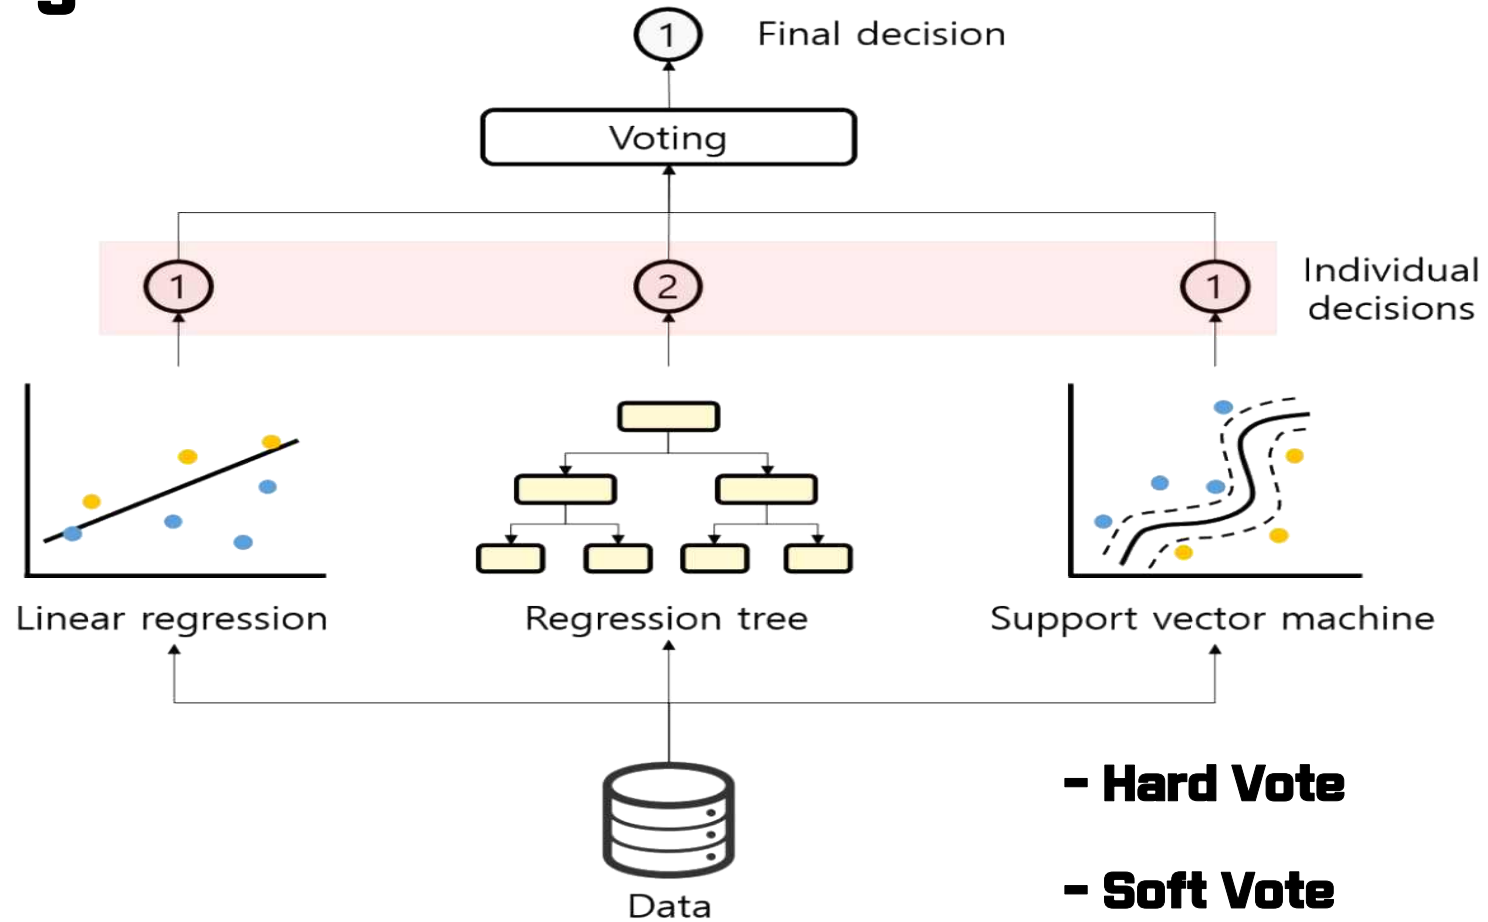 1 Final decision
Voting
1 2 1
Individual
decisions
Linear regression Regression tree Support vector machine
- Hard Vote
- Soft Vote
Data